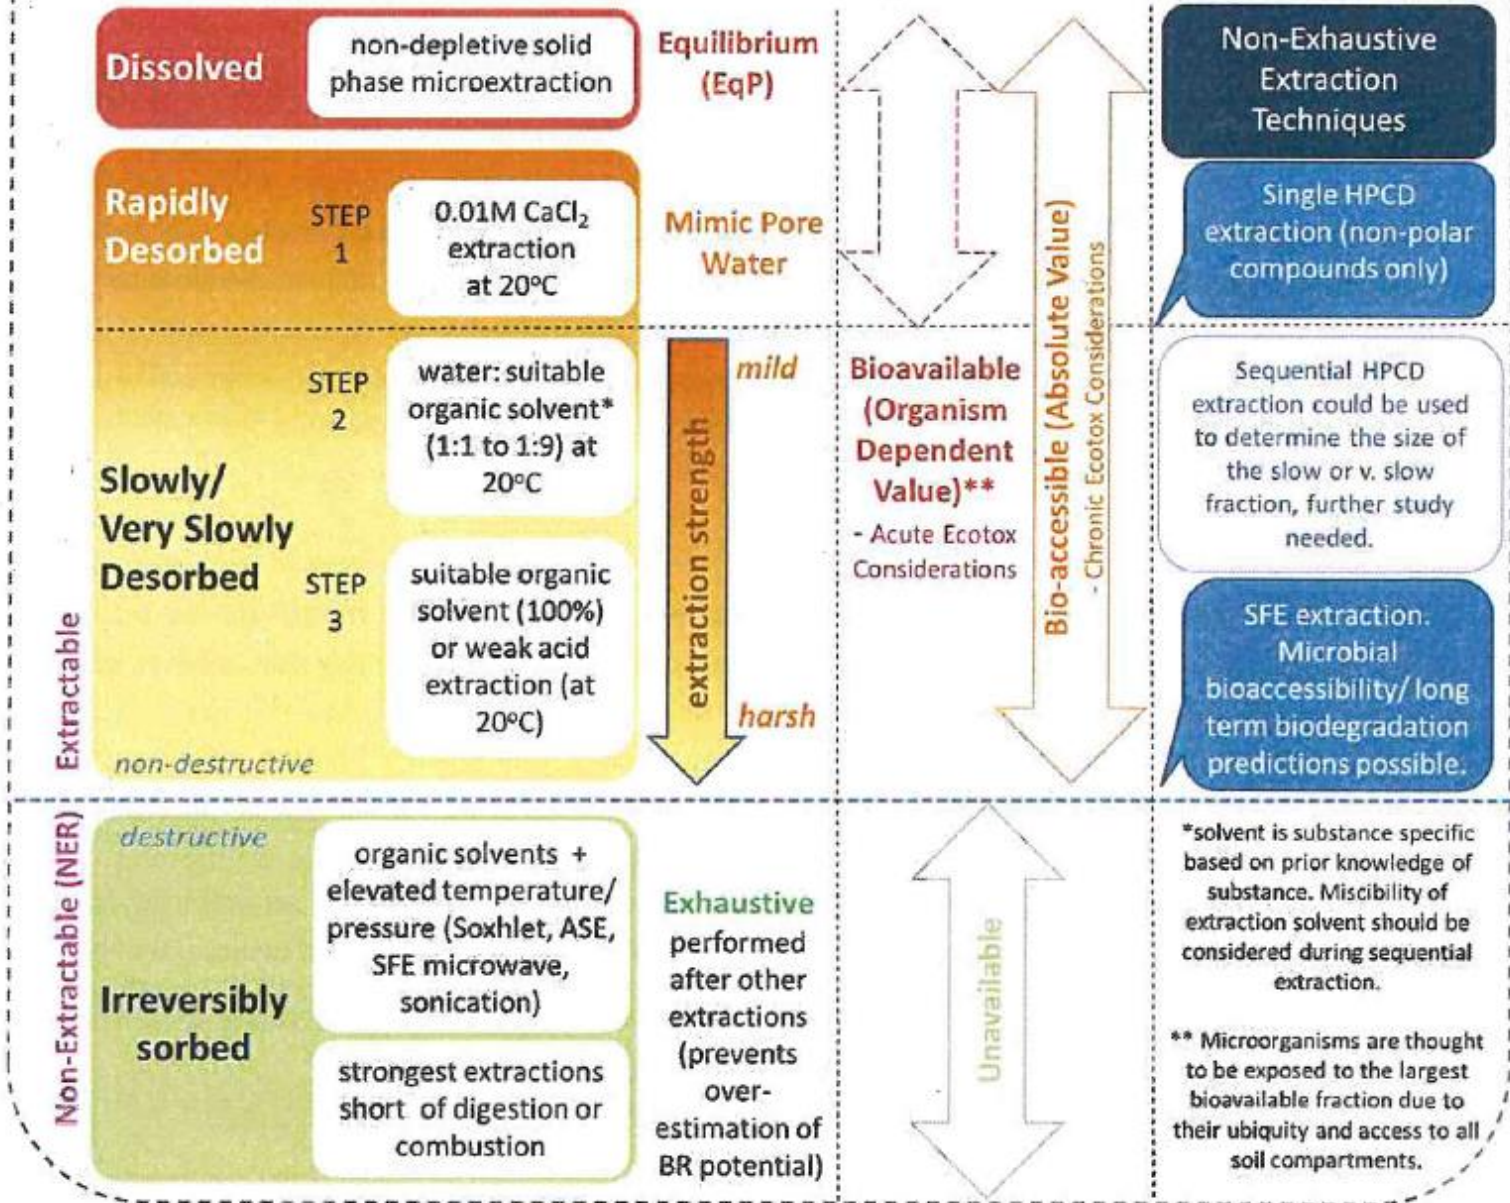 Dissolved
non-depletive solid
phase microextraction
Equilibrium
(EqP)
Non-Exhaustive
Extraction
Techniques
Rapidly
Desorbed
STEP
1
0.01M CaCl₂
extraction
at 20°C
Mimic Pore
Water
Single HPCD
extraction (non-polar
compounds only)
Slowly/
Very Slowly
Desorbed
STEP
2
water: suitable
organic solvent*
(1:1 to 1:9) at
20°C
STEP
3
suitable organic
solvent (100%)
or weak acid
extraction (at
20°C)
mild
extraction strength
harsh
Bioavailable
(Organism
Dependent
Value)**
- Acute Ecotox
Considerations
Bio-accessible (Absolute Value)
- Chronic Ecotox Considerations
Sequential HPCD
extraction could be used
to determine the size of
the slow or v. slow
fraction, further study
needed.
SFE extraction.
Microbial
bioaccessibility/ long
term biodegradation
predictions possible.
Extractable
non-destructive
Non-Extractable (NER)
destructive
Irreversibly
sorbed
organic solvents +
elevated temperature/
pressure (Soxhlet, ASE,
SFE microwave,
sonication)
strongest extractions
short of digestion or
combustion
Exhaustive
performed
after other
extractions
(prevents
over-
estimation of
BR potential)
Unavailable
*solvent is substance specific
based on prior knowledge of
substance. Miscibility of
extraction solvent should be
considered during sequential
extraction.
** Microorganisms are thought
to be exposed to the largest
bioavailable fraction due to
their ubiquity and access to all
soil compartments.